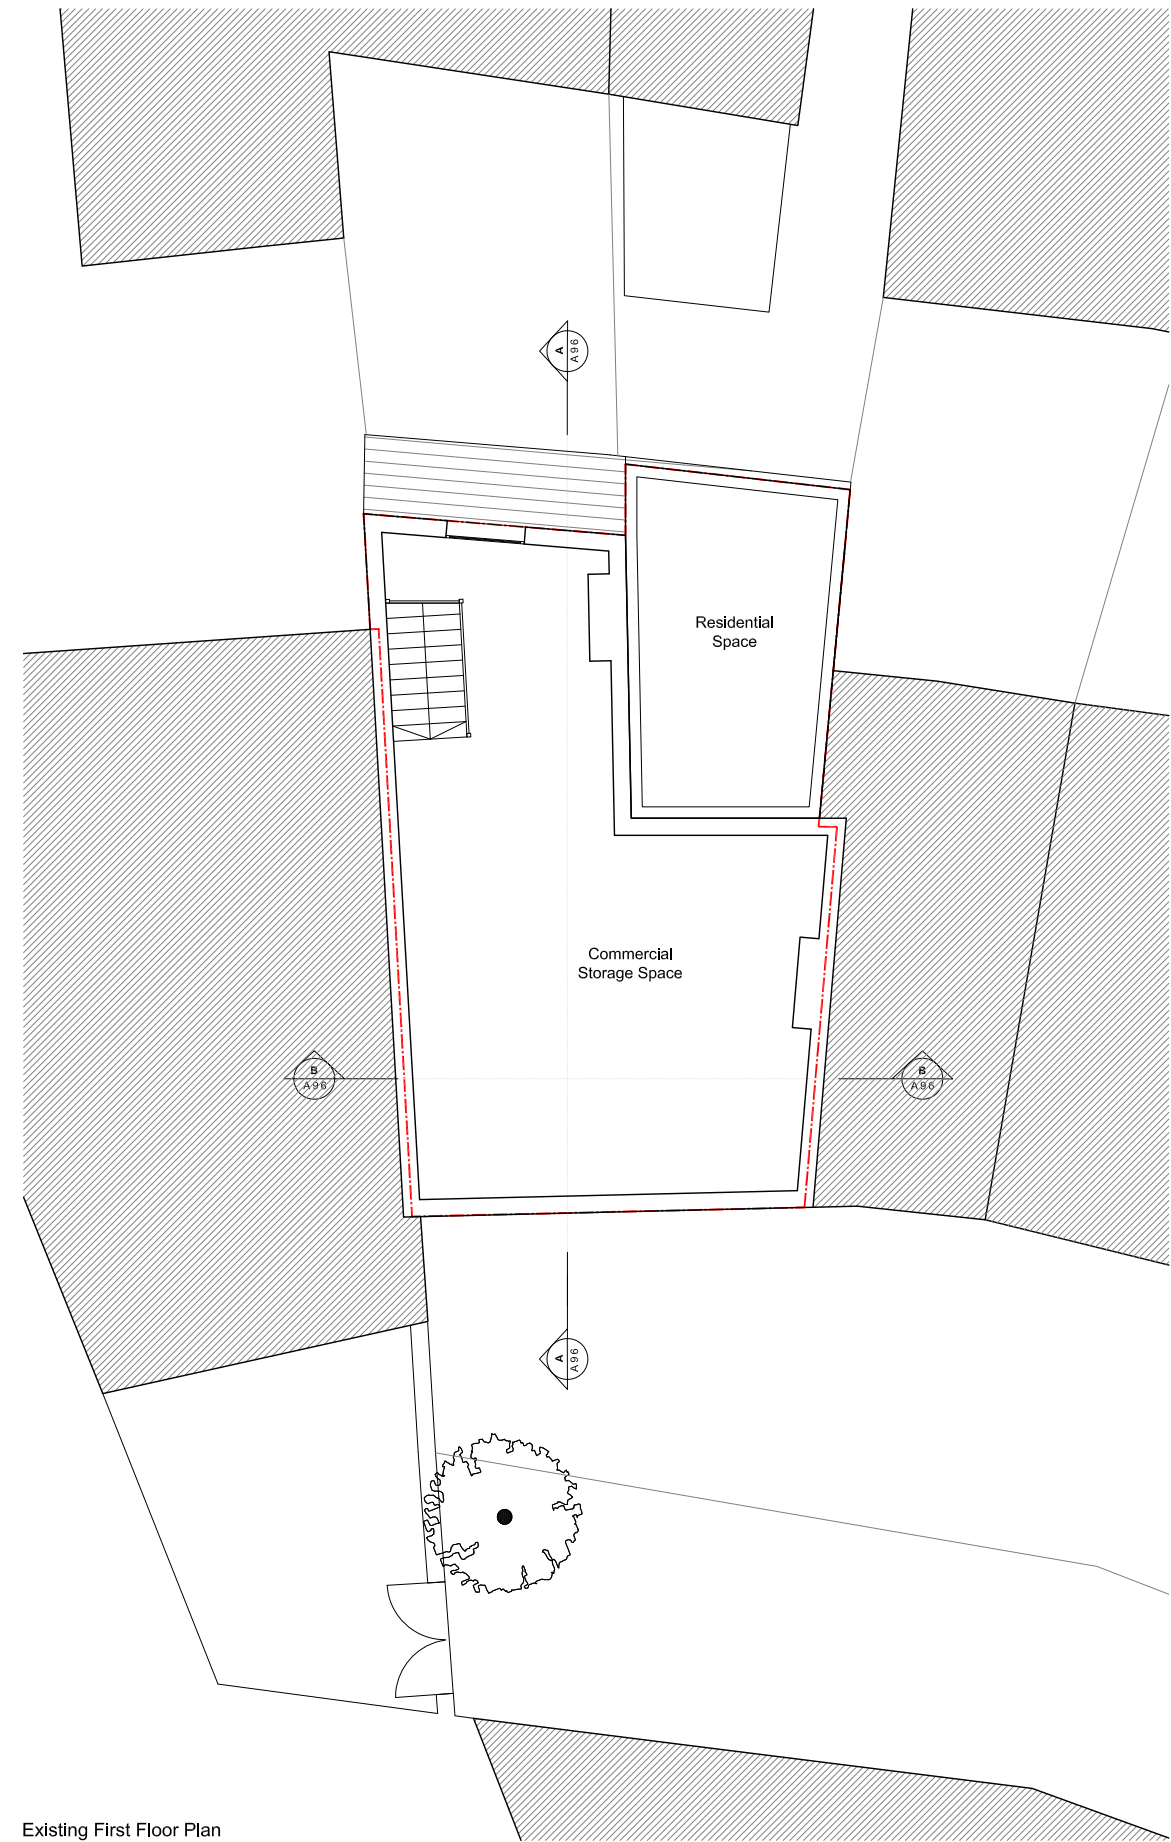 A
A96
Residential
Space
Commercial
Storage Space
B
A96
B
A96
A
A96
Existing First Floor Plan